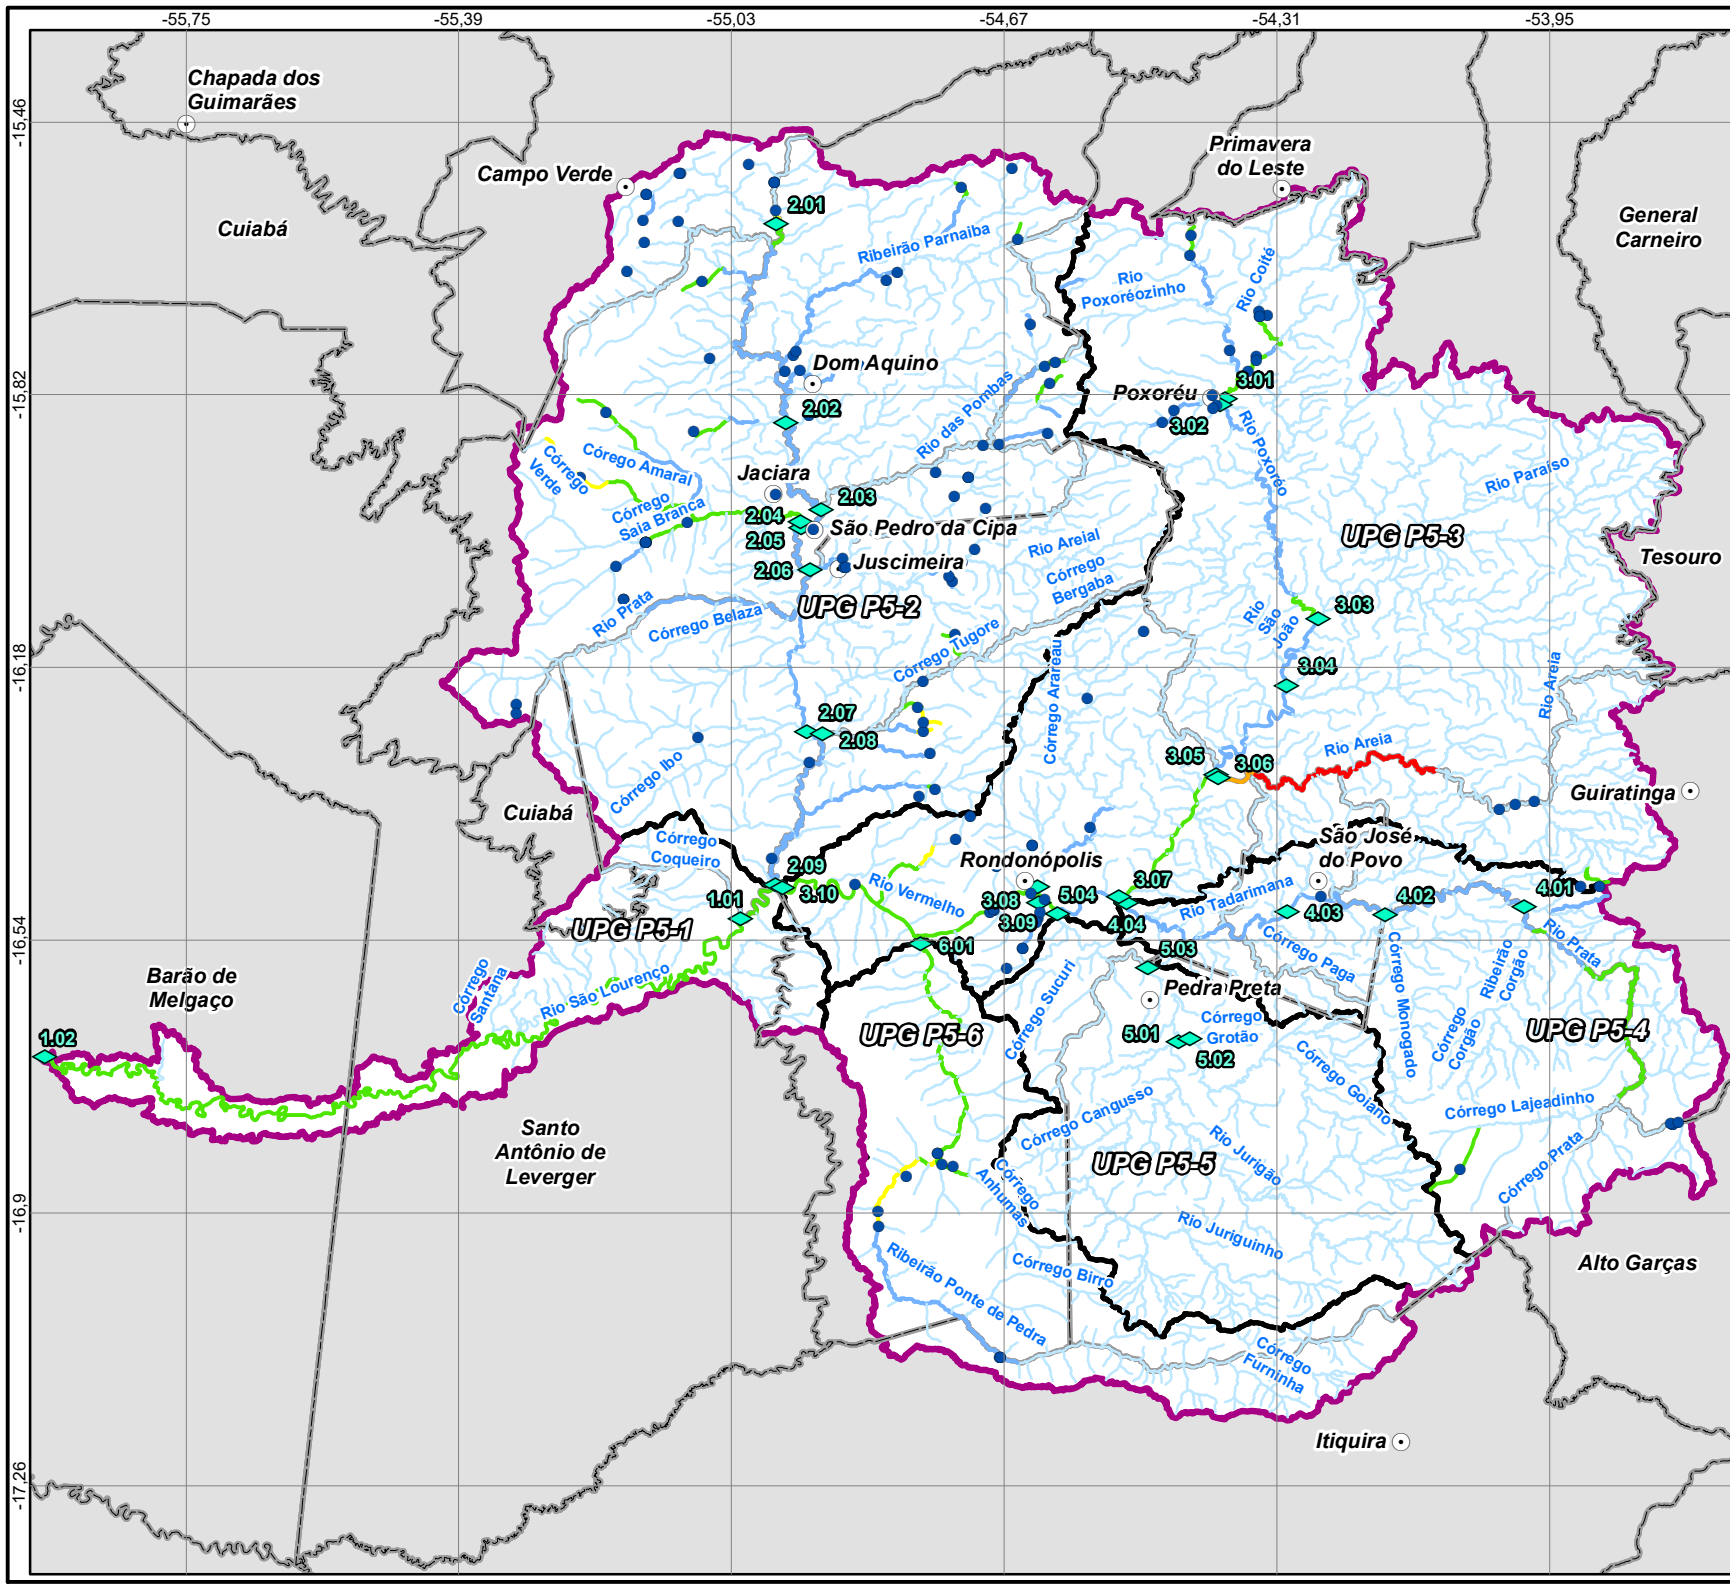 -55,75
-55,39
-55,03
-54,67
-54,31
-53,95
-15,46
-15,82
-16,18
-16,54
-16,9
-17,26
Chapada dos
Guimarães
Campo Verde
Cuiabá
Primavera
do Leste
General
Carneiro
2.01
Ribeirão Parnaiba
Rio
Poxoréozinho
Rio Coité
Dom Aquino
2.02
Rio das Pombas
Poxoréu
3.01
3.02
Rio Poxoréo
Rio Paraíso
Córrego
Verde
Córego Amaral
Jaciara
Córrego
Saia Branca
2.03
2.04
2.05
São Pedro da Cipa
2.06
Juscimeira
UPG P5-2
Rio Areial
Córrego
Bergaba
UPG P5-3
Tesouro
Rio Prata
Córrego Belaza
Córrego Tugore
Córrego Arareau
Rio
São
João
3.03
3.04
Rio Areia
2.07
2.08
Córrego Ibo
3.05
3.06
Rio Areia
Guiratinga
Cuiabá
Córrego
Coqueiro
2.09
3.10
1.01
Rio Vermelho
Rondonópolis
3.08
3.09
5.04
3.07
4.04
Rio Tadarimana
São José
do Povo
4.03
4.02
4.01
UPG P5-1
6.01
5.03
Córrego Paga
Córrego Monogado
Ribeirão
Corgão
Rio Prata
Barão de
Melgaço
Córrego
Santana
Rio São Lourenço
Córrego Sucuri
Pedra Preta
Córrego
Grotão
5.01
5.02
1.02
UPG P5-6
Córrego Goiano
Córrego
Corgão
UPG P5-4
Santo
Antônio de
Leverger
Córrego Cangusso
Córrego Lajeadinho
Rio Jurigão
UPG P5-5
Córrego
Anhumas
Córrego Prata
Rio Juriguinho
Ribeirão Ponte de Pedra
Córrego Birro
Alto Garças
Córrego
Furninha
Itiquira